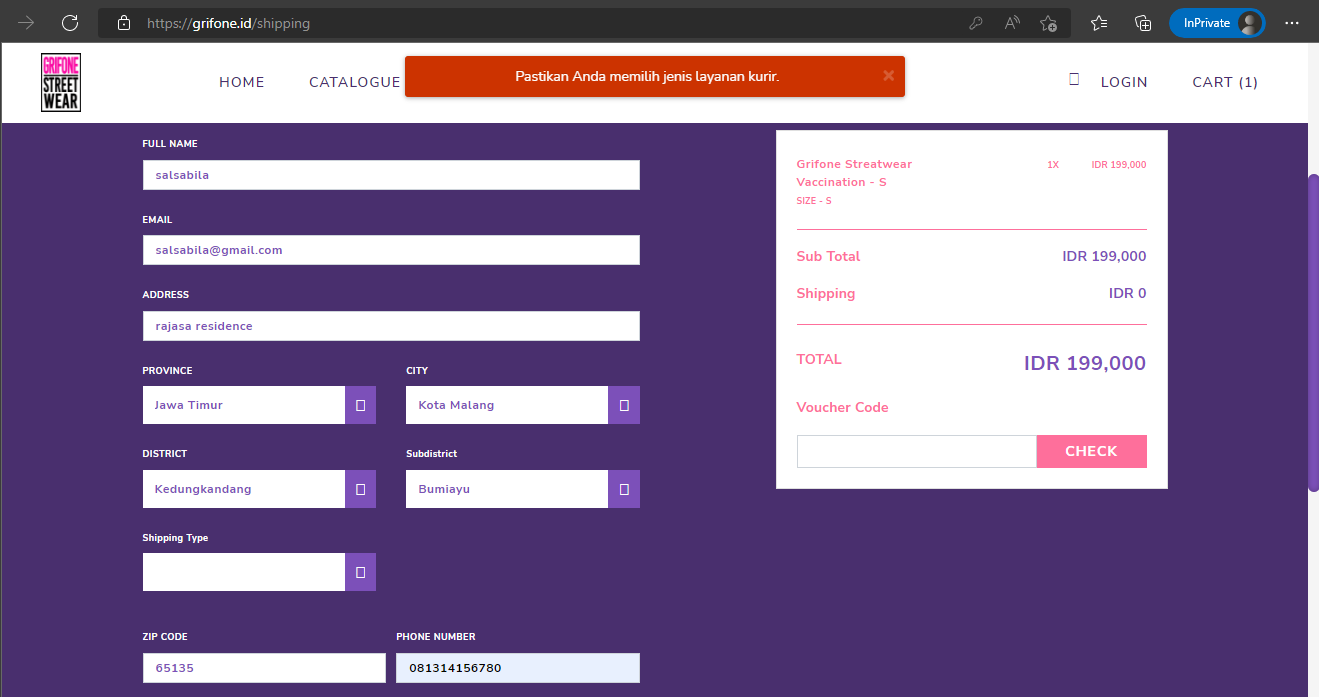 https://grifone.id/shipping
InPrivate
GRIFONE
STREET
WEAR
HOME
CATALOGUE
Pastikan Anda memilih jenis layanan kurir.
×
LOGIN
CART (1)
FULL NAME
salsabila
EMAIL
salsabila@gmail.com
ADDRESS
rajasa residence
PROVINCE
CITY
Jawa Timur
Kota Malang
DISTRICT
Subdistrict
Kedungkandang
Bumiayu
Shipping Type
ZIP CODE
PHONE NUMBER
65135
081314156780
Grifone Streatwear
Vaccination - S
SIZE - S
1X
IDR 199,000
Sub Total
IDR 199,000
Shipping
IDR 0
TOTAL
IDR 199,000
Voucher Code
CHECK